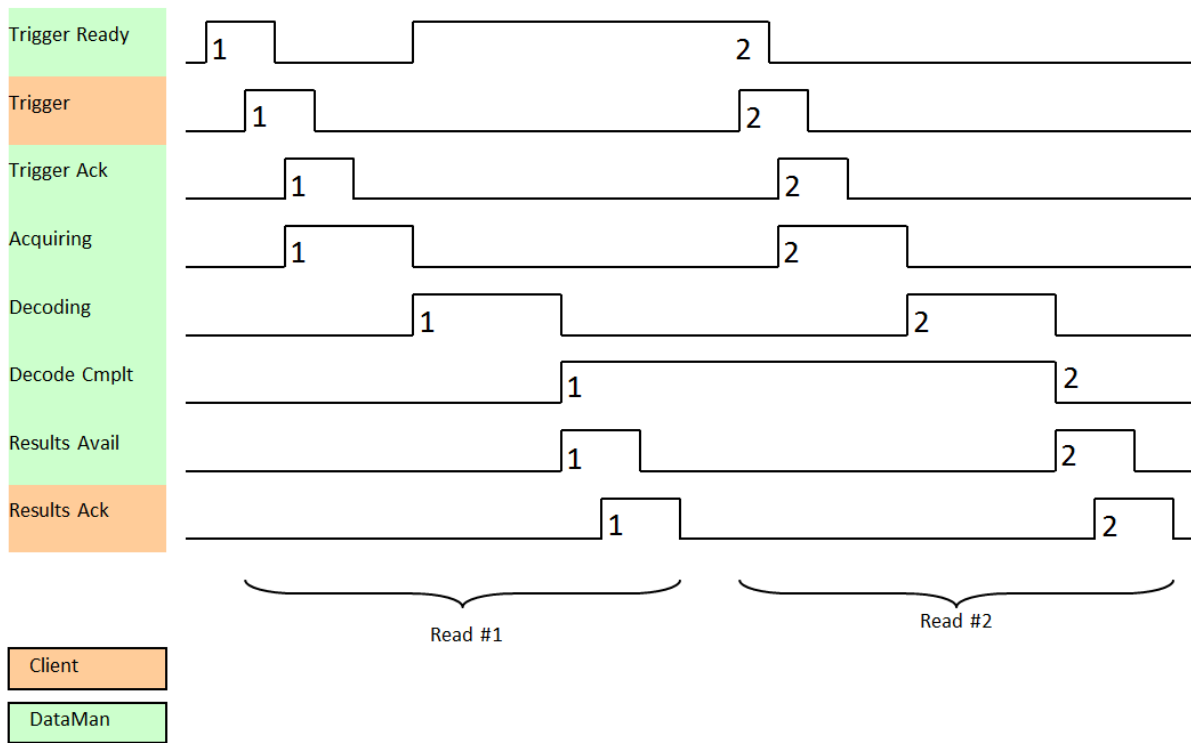 Trigger Ready 1 2
Trigger 1 2
Trigger Ack 1 2
Acquiring 1 2
Decoding 1 2
Decode Cmplt 1 2
Results Avail 1 2
Results Ack 1 2
Read #1 Read #2
Client
DataMan